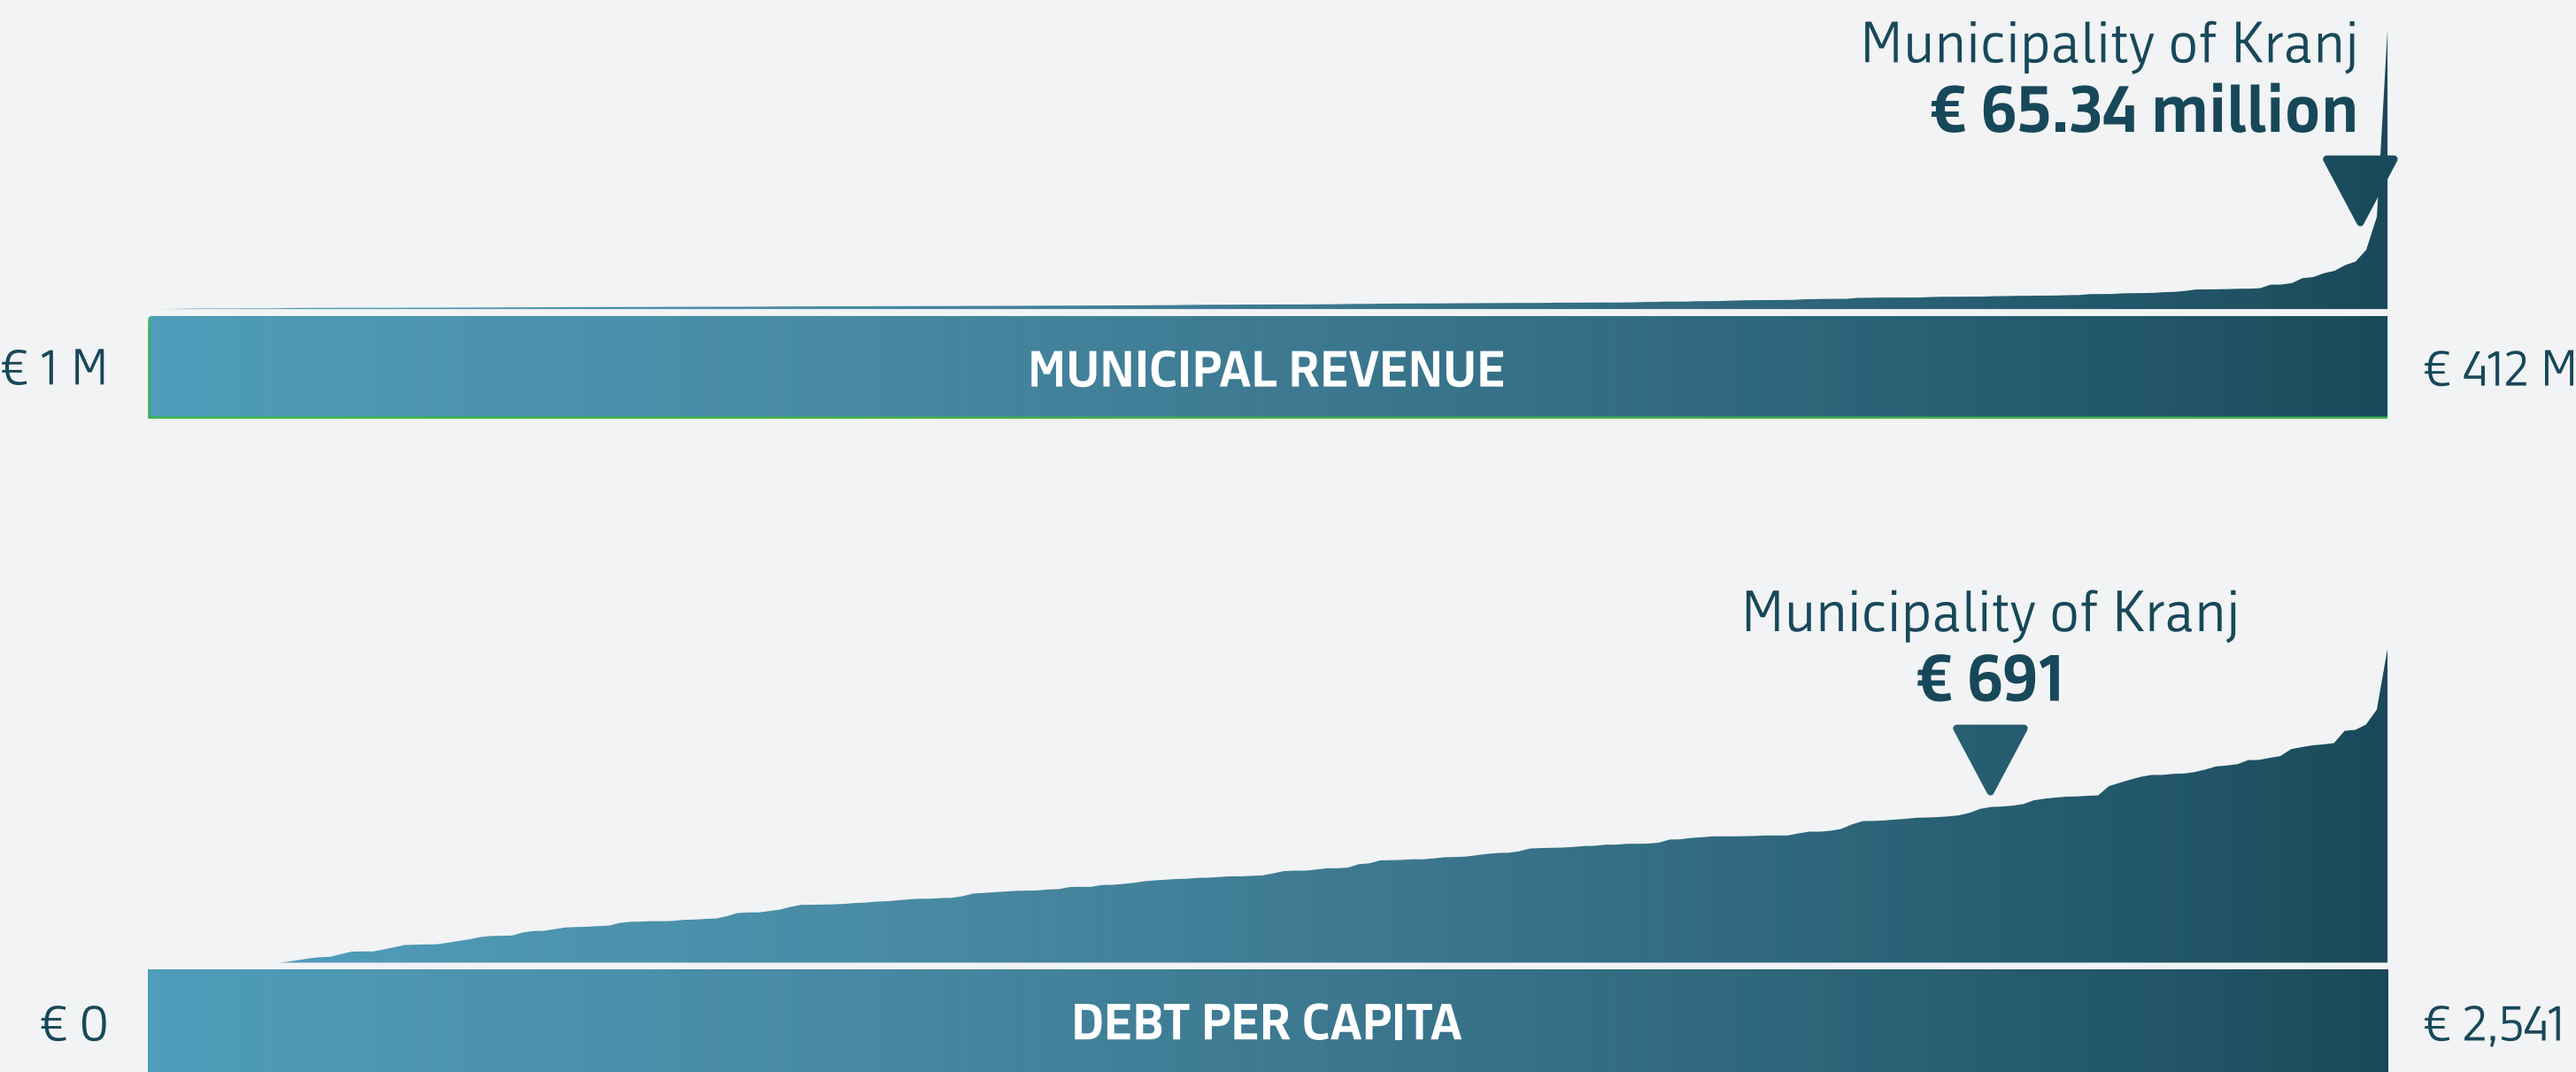 Municipality of Kranj
€ 65.34 million
€ 1 M
MUNICIPAL REVENUE
€ 412 M
Municipality of Kranj
€ 691
€ 0
DEBT PER CAPITA
€ 2,541